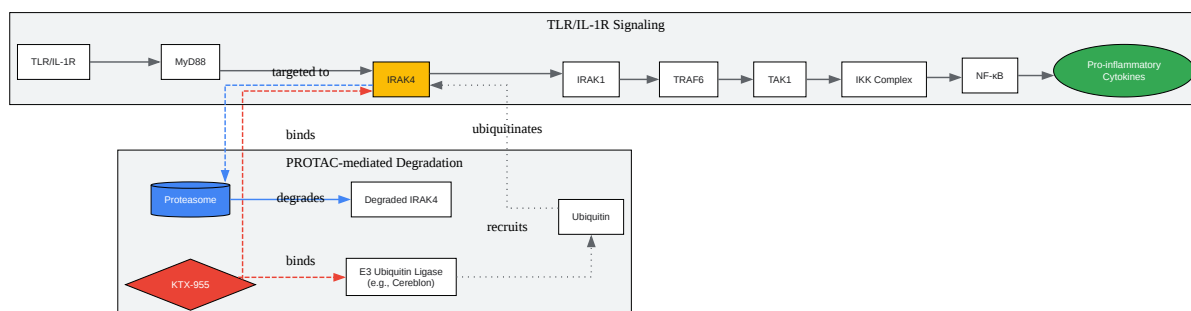 TLR/IL-1R Signaling
TLR/IL-1R
MyD88
targeted to
IRAK4
IRAK1
TRAF6
TAK1
IKK Complex
NF-κB
Pro-inflammatory
Cytokines
binds
ubiquitinates
PROTAC-mediated Degradation
Proteasome
degrades
Degraded IRAK4
Ubiquitin
recruits
KTX-955
binds
E3 Ubiquitin Ligase
(e.g., Cereblon)